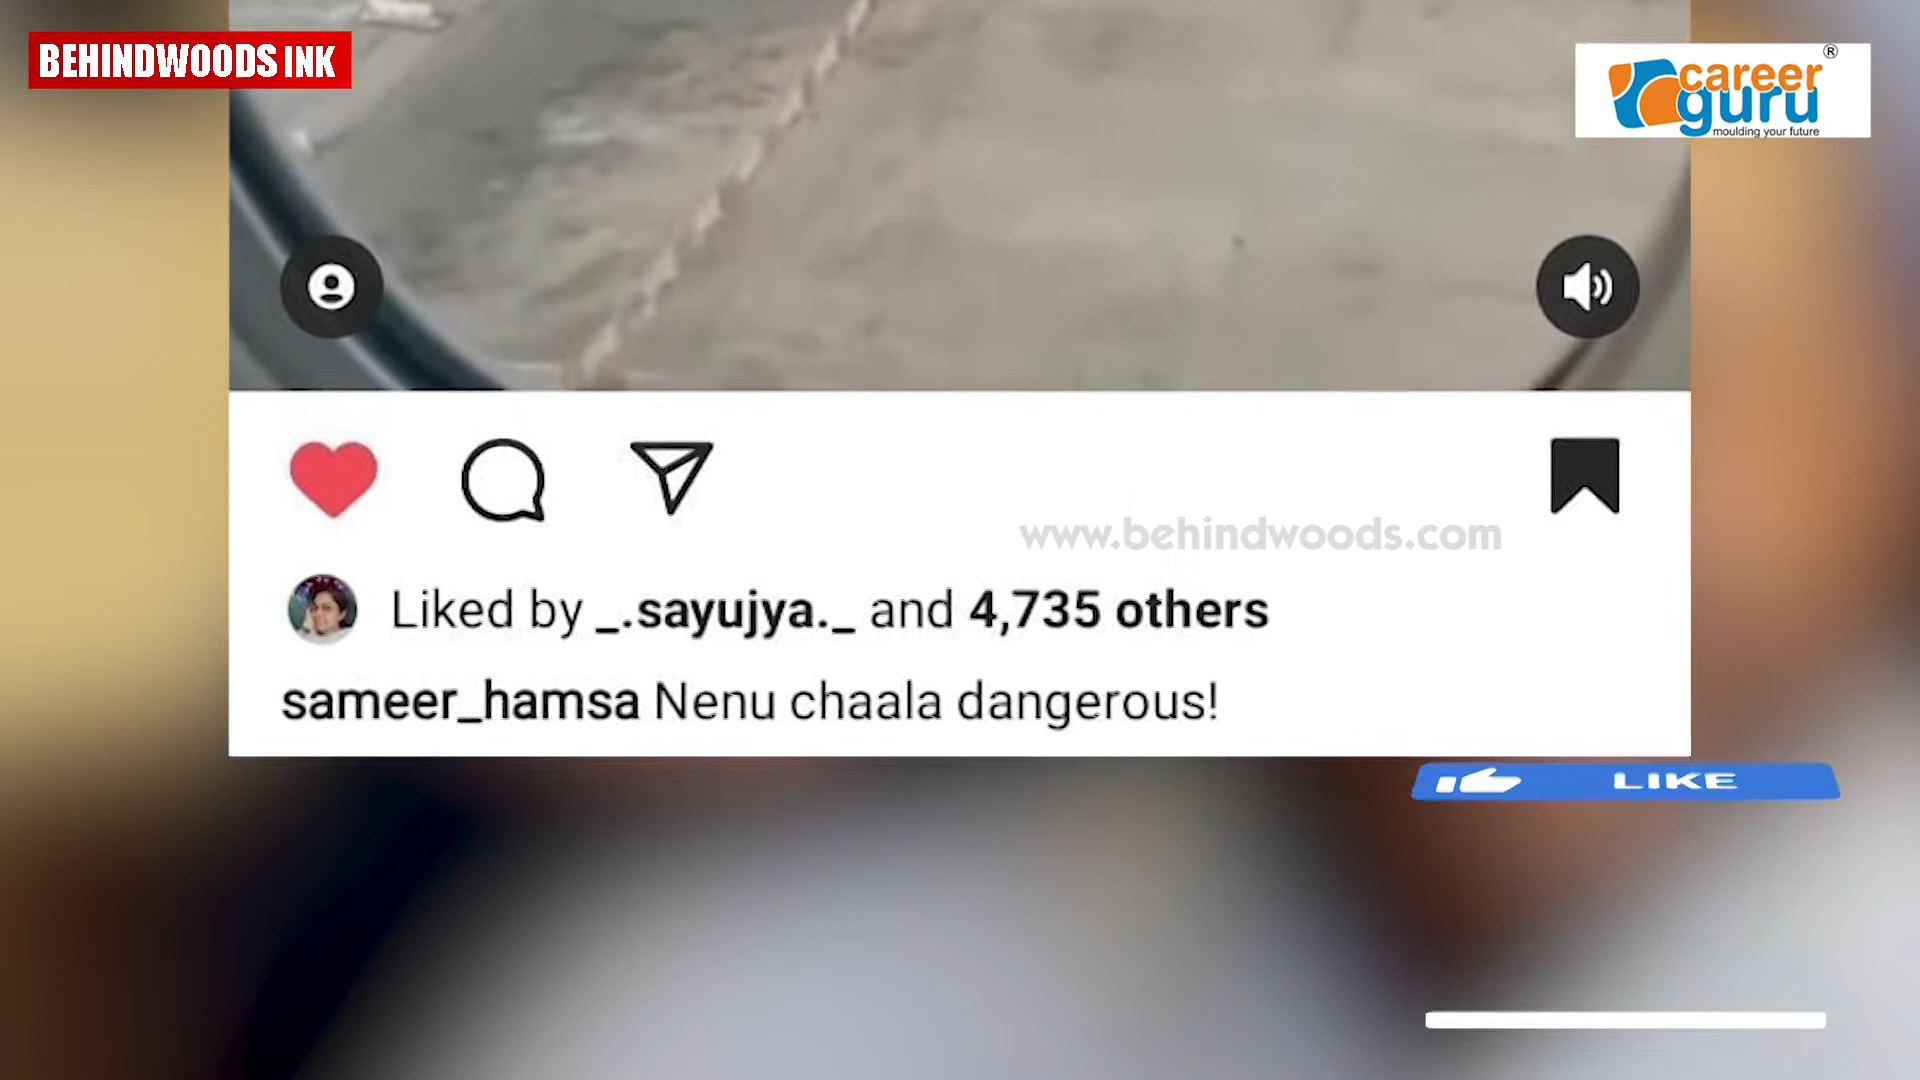 BEHINDWOODS INK
career
guru
®
moulding your future
www.behindwoods.com
Liked by _.sayujya._ and 4,735 others
sameer_hamsa Nenu chaala dangerous!
LIKE